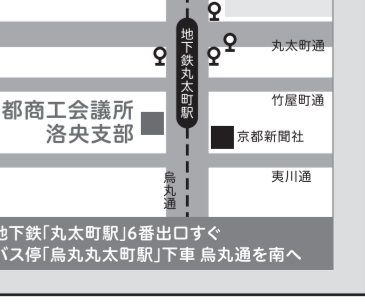 地下鉄丸太町駅
丸太町通
竹屋町通
都商工会議所
洛央支部
京都新聞社
夷川通
烏丸通
地下鉄「丸太町駅」6番出口すぐ
バス停「烏丸丸太町駅」下車 烏丸通を南へ